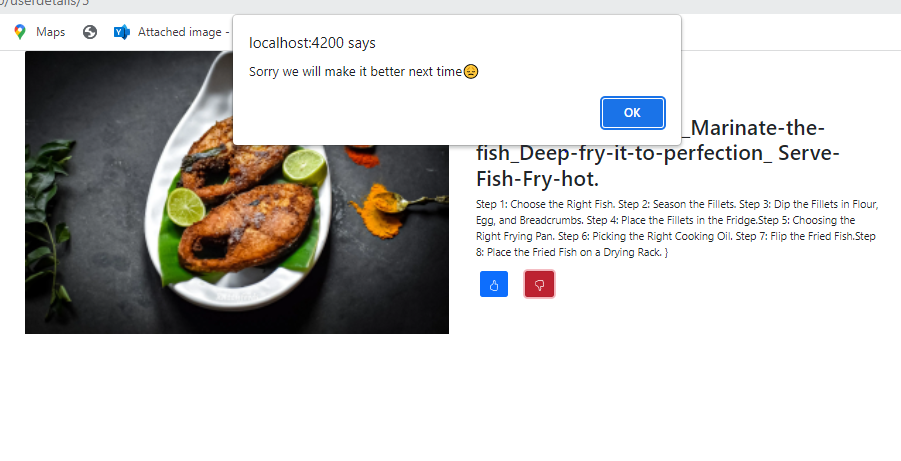 /userdetails/5
Maps
Attached image -
localhost:4200 says
Sorry we will make it better next time😞
OK
_Marinate-the-
fish_Deep-fry-it-to-perfection_ Serve-
Fish-Fry-hot.
Step 1: Choose the Right Fish. Step 2: Season the Fillets. Step 3: Dip the Fillets in Flour,
Egg, and Breadcrumbs. Step 4: Place the Fillets in the Fridge.Step 5: Choosing the
Right Frying Pan. Step 6: Picking the Right Cooking Oil. Step 7: Flip the Fried Fish.Step
8: Place the Fried Fish on a Drying Rack. }